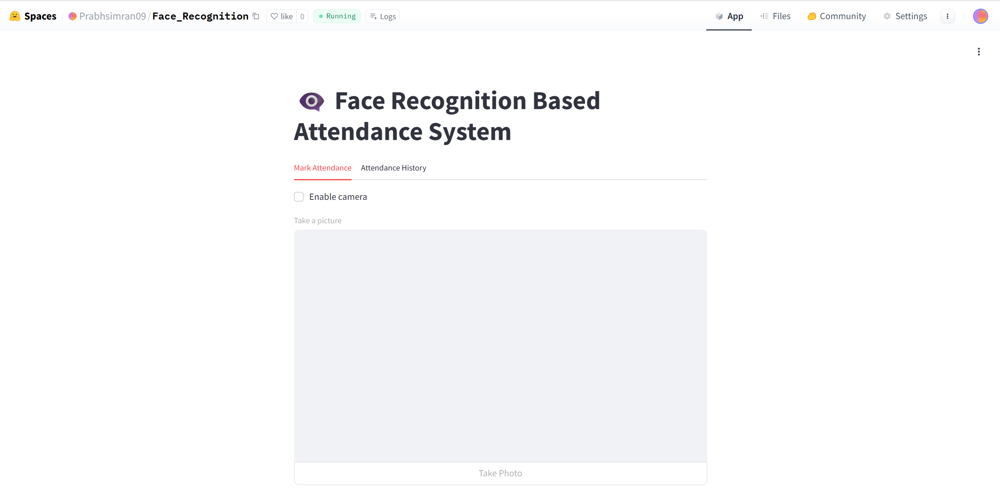 Spaces Prabhsimran09/Face_Recognition like 0 Running Logs App Files Community Settings
Face Recognition Based
Attendance System
Mark Attendance Attendance History
Enable camera
Take a picture
Take Photo